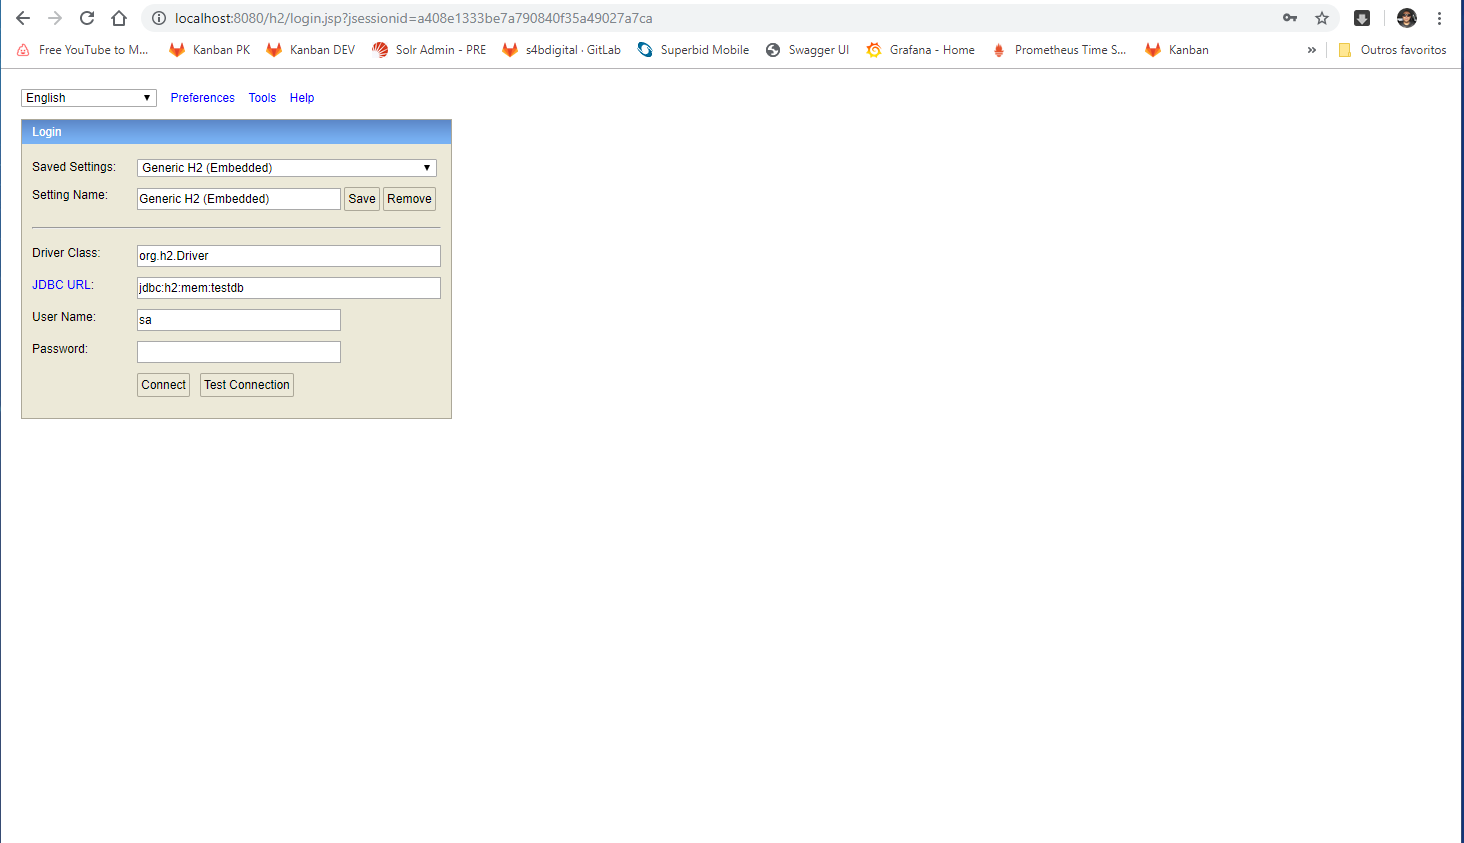 localhost:8080/h2/login.jsp?jsessionid=a408e1333be7a790840f35a49027a7ca
Free YouTube to M... Kanban PK Kanban DEV Solr Admin - PRE s4bdigital · GitLab Superbid Mobile Swagger UI Grafana - Home Prometheus Time S... Kanban » Outros favoritos
English Preferences Tools Help
Login
Saved Settings: Generic H2 (Embedded)
Setting Name: Generic H2 (Embedded) Save Remove
Driver Class: org.h2.Driver
JDBC URL: jdbc:h2:mem:testdb
User Name: sa
Password:
Connect Test Connection